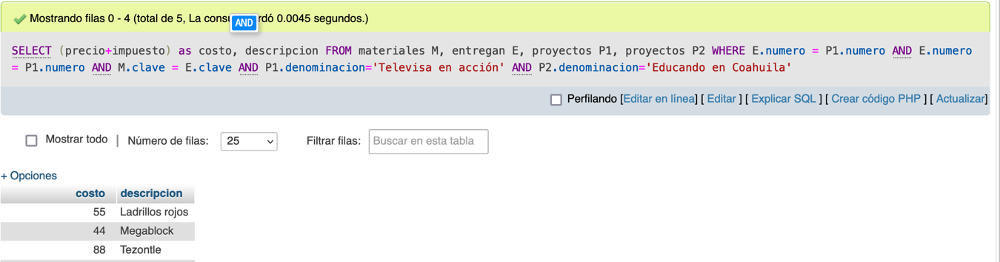 Mostrando filas 0 - 4 (total de 5, La consu rdó 0.0045 segundos.)
AND
SELECT (precio+impuesto) as costo, descripcion FROM materiales M, entregan E, proyectos P1, proyectos P2 WHERE E.numero = P1.numero AND E.numero
= P1.numero AND M.clave = E.clave AND P1.denominacion='Televisa en acción' AND P2.denominacion='Educando en Coahuila'
Perfilando [Editar en línea] [ Editar ] [ Explicar SQL ] [ Crear código PHP ] [ Actualizar]
Mostrar todo | Número de filas: 25 Filtrar filas: Buscar en esta tabla
+ Opciones
costo descripcion
55 Ladrillos rojos
44 Megablock
88 Tezontle